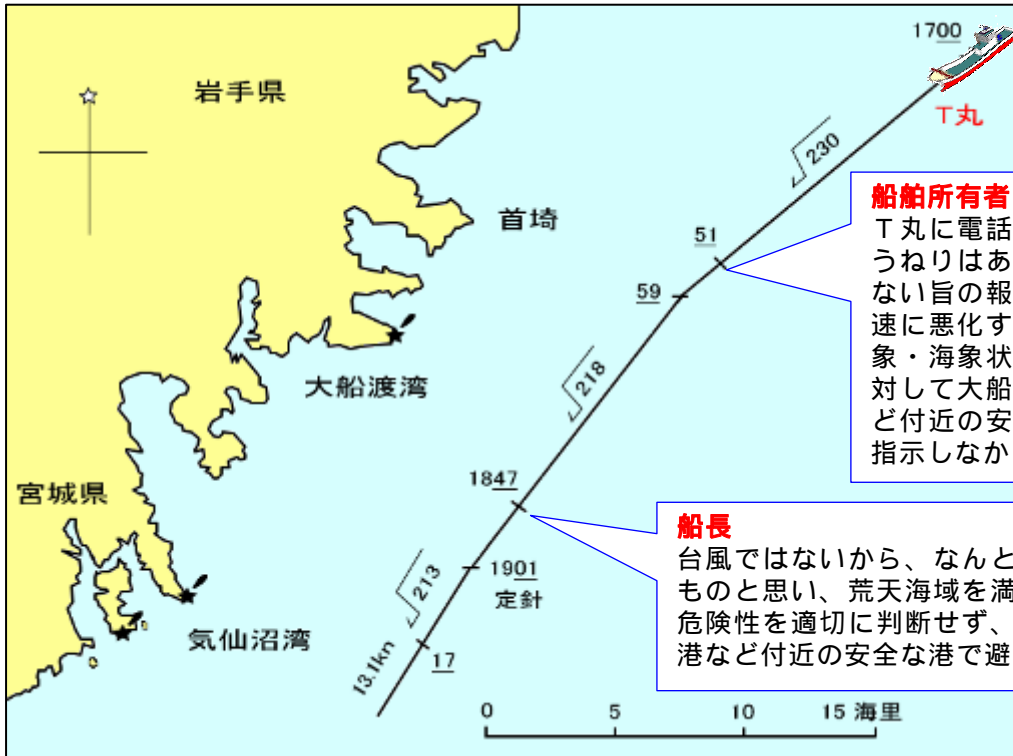 1700
岩手県
T丸
230
首埼
51
59
船舶所有者
T丸に電話
うねりはあ
ない旨の報
速に悪化す
象・海象状
対して大船
ど付近の安
指示しなか
大船渡湾
218
宮城県
1847
船長
台風ではないから、なんと
ものと思い、荒天海域を満
危険性を適切に判断せず、
港など付近の安全な港で避
1901
定針
213
気仙沼湾
17
13.1kn
0 5 10 15 海里